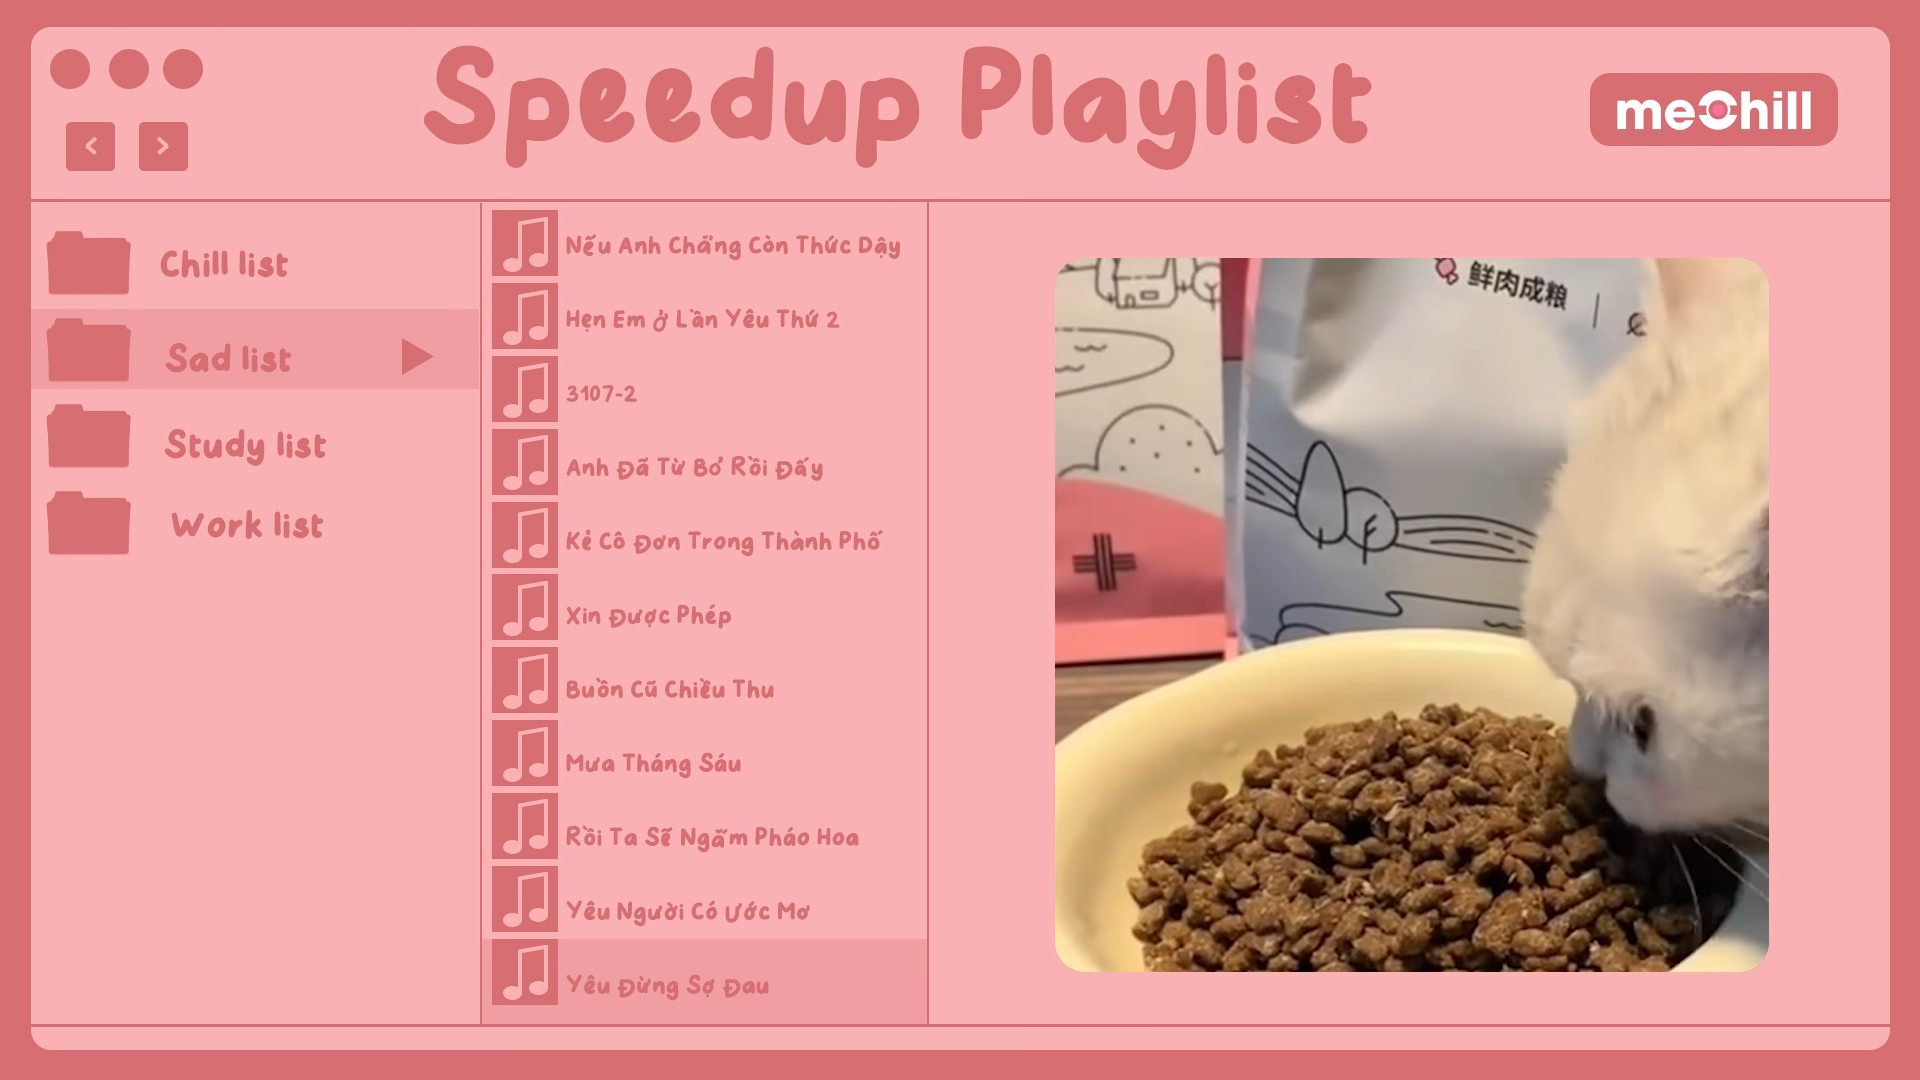 Speedup Playlist
mechill
Chill list
Sad list
Study list
Work list
Nếu Anh Chẳng Còn Thức Dậy
Hẹn Em ở Lần Yêu Thứ 2
3107-2
Anh Đã Từ Bỏ Rồi Đấy
Kẻ Cô Đơn Trong Thành Phố
Xin Được Phép
Buồn Cũ Chiều Thu
Mưa Tháng Sáu
Rồi Ta Sẽ Ngắm Pháo Hoa
Yêu Người Có Ước Mơ
Yêu Đừng Sợ Đau
鲜肉成粮